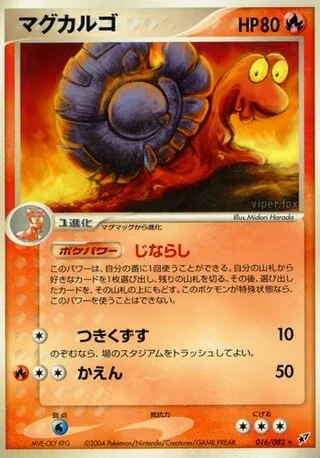 マグカルゴ HP80
viper.fox
Illus.Midori Harada
1進化 マグマッグから進化
ポケパワー じならし
このパワーは、自分の番に1回使うことができる。自分の山札から
好きなカードを1枚選び出し、残りの山札を切る。その後、選び出し
たカードを、その山札の上にもどす。このポケモンが特殊状態なら、
このパワーを使うことはできない。
つきくずす 10
のぞむなら、場のスタジアムをトラッシュしてよい。
かえん 50
弱点 抵抗力 にげる
MVE-CKY-KFG ©2004 Pokémon/Nintendo/Creatures/GAME FREAK 016/082